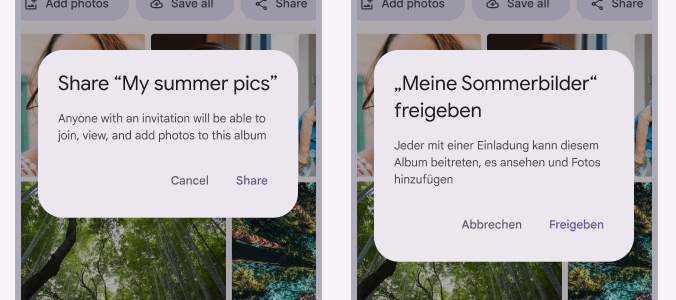 Add photos
Save all
Share
Share “My summer pics”
Anyone with an invitation will be able to
join, view, and add photos to this album
Cancel
Share
Add photos
Save all
Share
„Meine Sommerbilder“
freigeben
Jeder mit einer Einladung kann diesem
Album beitreten, es ansehen und Fotos
hinzufügen
Abbrechen
Freigeben